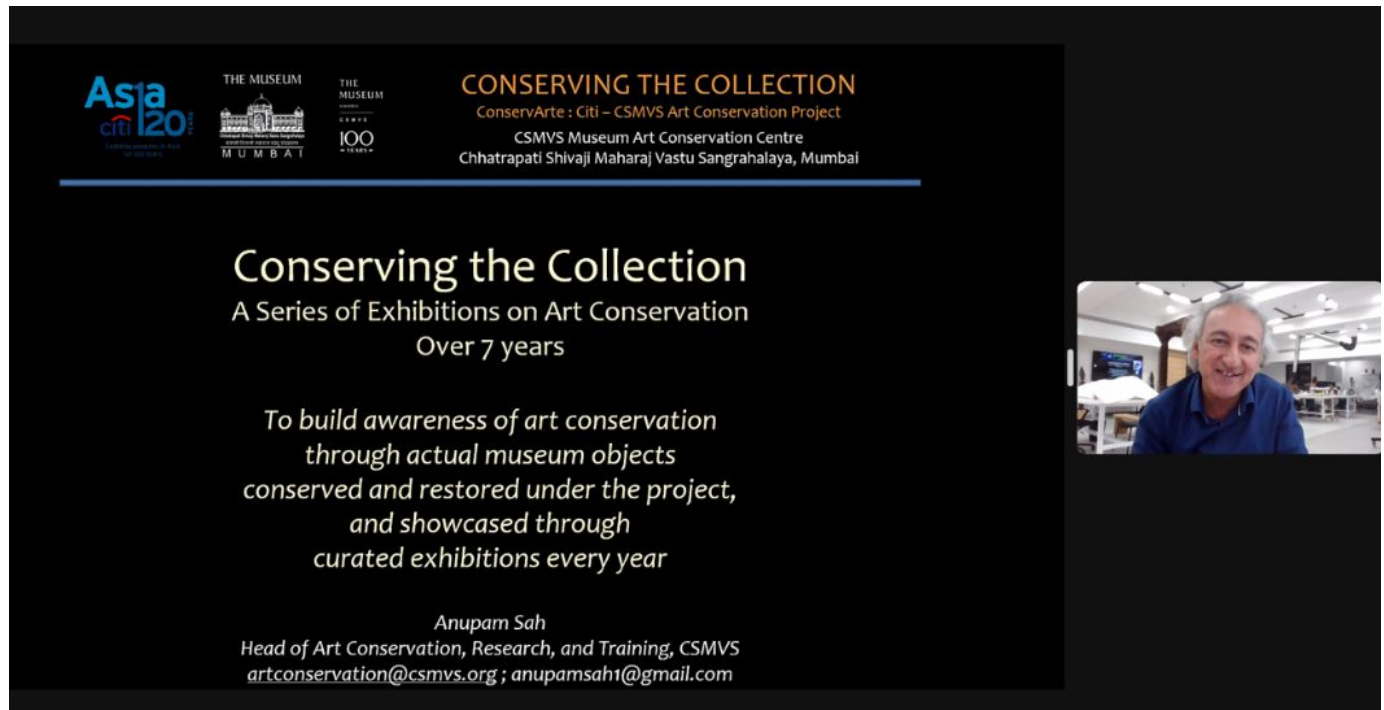 Asia
citi 120 YEARS
THE MUSEUM
MUMBAI
THE
MUSEUM
MUMBAI
CSMVS
100
YEARS
CONSERVING THE COLLECTION
ConservArte : Citi – CSMVS Art Conservation Project
CSMVS Museum Art Conservation Centre
Chhatrapati Shivaji Maharaj Vastu Sangrahalaya, Mumbai
Conserving the Collection
A Series of Exhibitions on Art Conservation
Over 7 years
To build awareness of art conservation
through actual museum objects
conserved and restored under the project,
and showcased through
curated exhibitions every year
Anupam Sah
Head of Art Conservation, Research, and Training, CSMVS
artconservation@csmvs.org ; anupamsah1@gmail.com